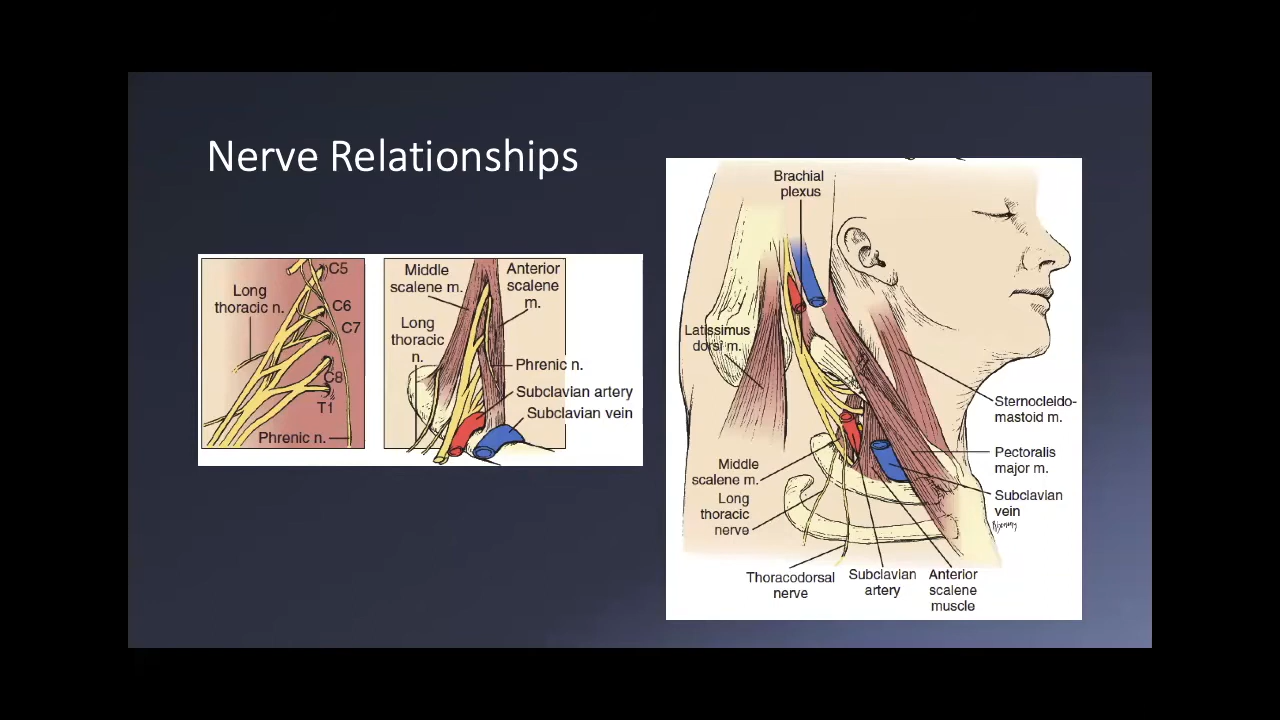 Nerve Relationships
C5
Long
thoracic n.
C6
C7
C8
T1
Phrenic n.
Middle
scalene m.
Anterior
scalene
m.
Long
thoracic
n.
Phrenic n.
Subclavian artery
Subclavian vein
Brachial
plexus
Latissimus
dorsi m.
Sternocleido-
mastoid m.
Middle
scalene m.
Pectoralis
major m.
Long
thoracic
nerve
Subclavian
vein
Thoracodorsal
nerve
Subclavian
artery
Anterior
scalene
muscle